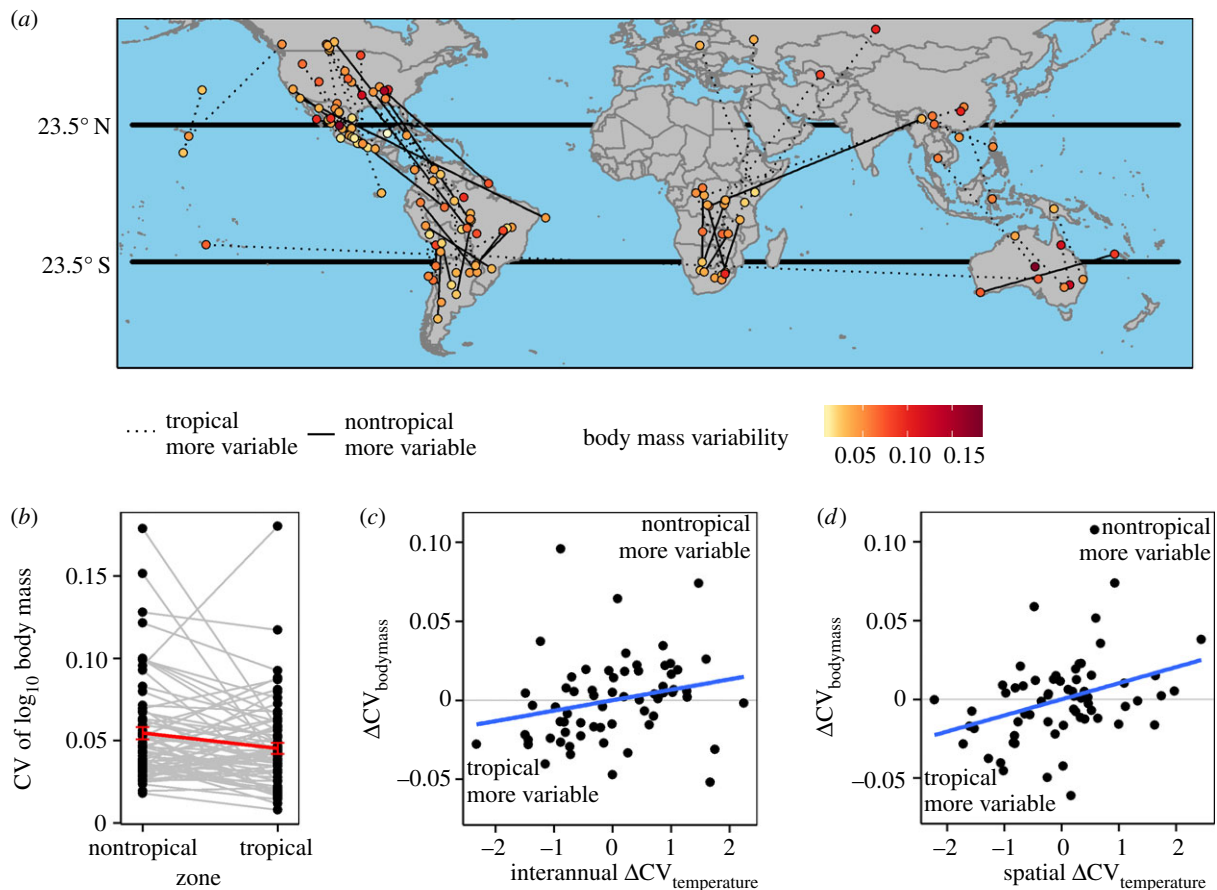 (a)
23.5° N
23.5° S
tropical
more variable
nontropical
more variable
body mass variability
0.05 0.10 0.15
(b)
CV of log10 body mass
0.15
0.10
0.05
0
nontropical tropical
zone
(c)
ΔCVbodymass
0.10
0.05
0
−0.05
nontropical
more variable
tropical
more variable
−2 −1 0 1 2
interannual ΔCVtemperature
(d)
ΔCVbodymass
0.10
0.05
0
−0.05
nontropical
more variable
tropical
more variable
−2 −1 0 1 2
spatial ΔCVtemperature